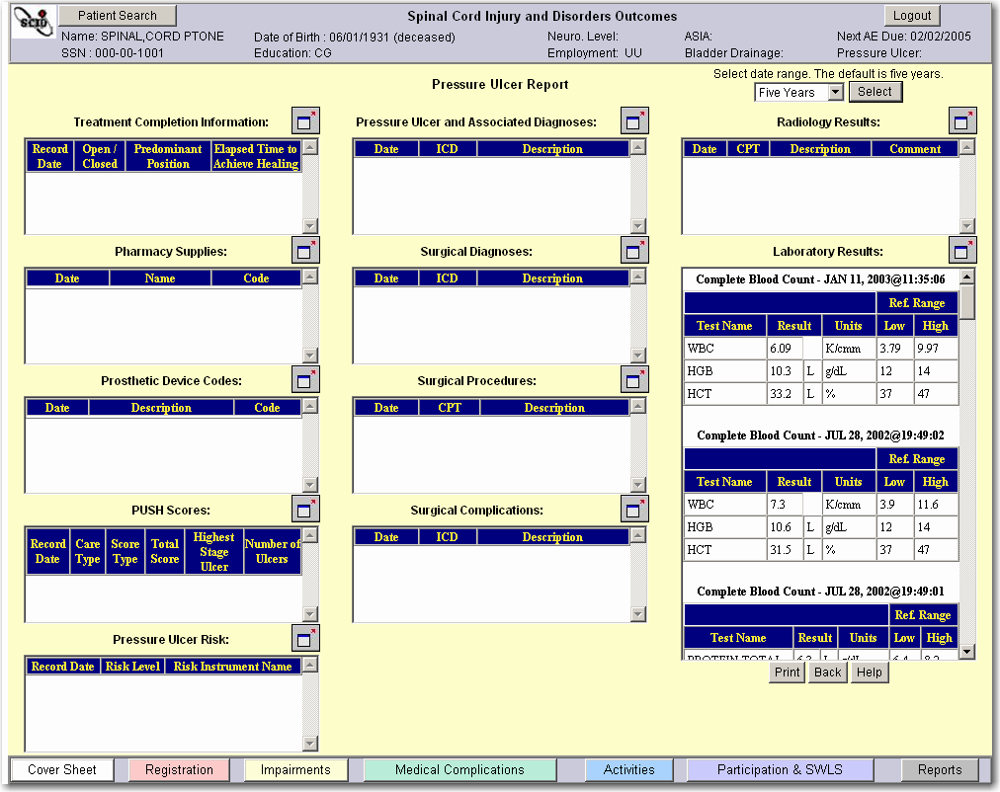 SCID
Patient Search
Spinal Cord Injury and Disorders Outcomes
Logout
Name: SPINAL,CORD PTONE
Date of Birth : 06/01/1931 (deceased)
Neuro. Level:
ASIA:
Next AE Due: 02/02/2005
SSN : 000-00-1001
Education: CG
Employment: UU
Bladder Drainage:
Pressure Ulcer:
Pressure Ulcer Report
Select date range. The default is five years.
Five Years
Select
Treatment Completion Information:
Record Date
Open / Closed
Predominant Position
Elapsed Time to Achieve Healing
Pharmacy Supplies:
Date Name Code
Prosthetic Device Codes:
Date Description Code
PUSH Scores:
Record Date
Care Type
Score Type
Total Score
Highest Stage Ulcer
Number of Ulcers
Pressure Ulcer Risk:
Record Date Risk Level Risk Instrument Name
Pressure Ulcer and Associated Diagnoses:
Date ICD Description
Surgical Diagnoses:
Date ICD Description
Surgical Procedures:
Date CPT Description
Surgical Complications:
Date ICD Description
Radiology Results:
Date CPT Description Comment
Laboratory Results:
Complete Blood Count - JAN 11, 2003@11:35:06
Ref. Range
Test Name Result Units Low High
WBC 6.09 K/cmm 3.79 9.97
HGB 10.3 L g/dL 12 14
HCT 33.2 L % 37 47
Complete Blood Count - JUL 28, 2002@19:49:02
Ref. Range
Test Name Result Units Low High
WBC 7.3 K/cmm 3.9 11.6
HGB 10.6 L g/dL 12 14
HCT 31.5 L % 37 47
Complete Blood Count - JUL 28, 2002@19:49:01
Ref. Range
Test Name Result Units Low High
PROTEIN,TOTAL 6.3 L g/dL 6.4 8.2
Print Back Help
Cover Sheet Registration Impairments Medical Complications Activities Participation & SWLS Reports